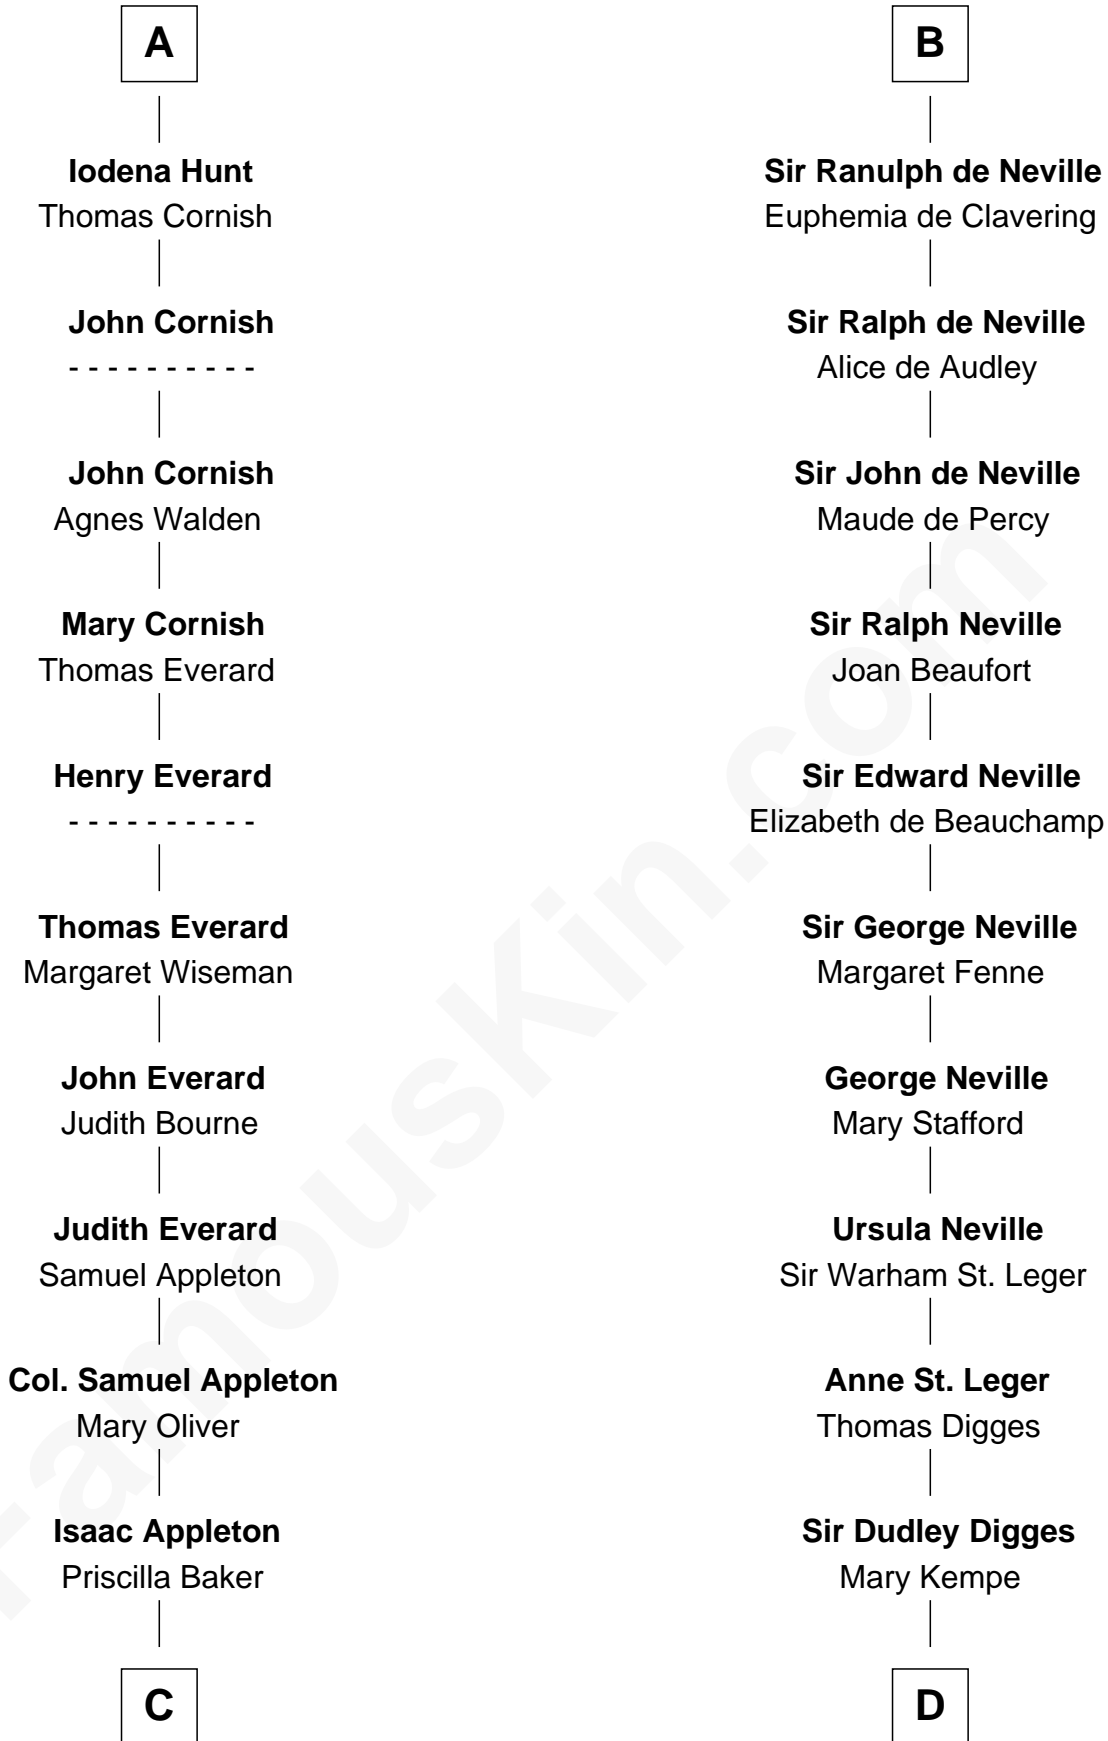 A
Iodena Hunt
Thomas Cornish
John Cornish
- - - - - - - - - -
John Cornish
Agnes Walden
Mary Cornish
Thomas Everard
Henry Everard
- - - - - - - - - -
Thomas Everard
Margaret Wiseman
John Everard
Judith Bourne
Judith Everard
Samuel Appleton
Col. Samuel Appleton
Mary Oliver
Isaac Appleton
Priscilla Baker
C
B
Sir Ranulph de Neville
Euphemia de Clavering
Sir Ralph de Neville
Alice de Audley
Sir John de Neville
Maude de Percy
Sir Ralph Neville
Joan Beaufort
Sir Edward Neville
Elizabeth de Beauchamp
Sir George Neville
Margaret Fenne
George Neville
Mary Stafford
Ursula Neville
Sir Warham St. Leger
Anne St. Leger
Thomas Digges
Sir Dudley Digges
Mary Kempe
D
FamousKin.com